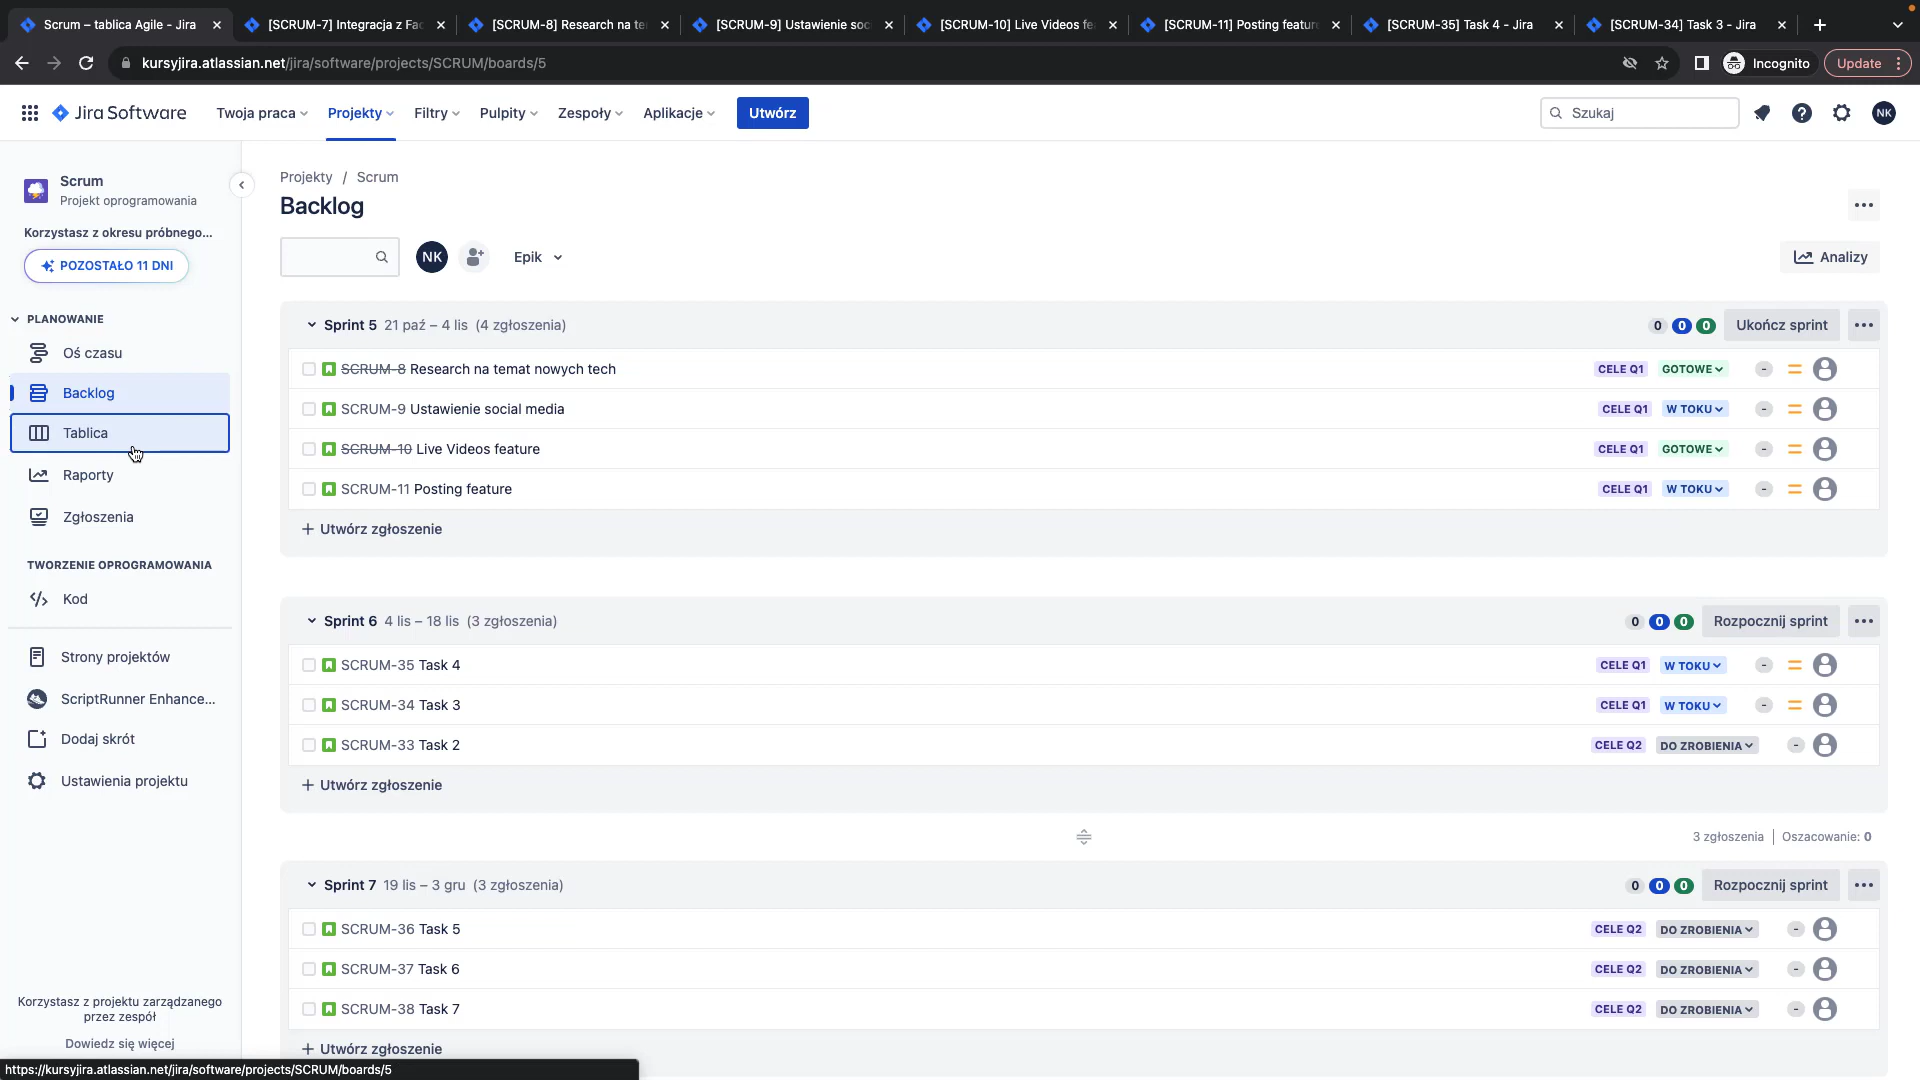 Scrum – tablica Agile - Jira
[SCRUM-7] Integracja z Fac
[SCRUM-8] Research na te
[SCRUM-9] Ustawienie soc
[SCRUM-10] Live Videos fe
[SCRUM-11] Posting feature
[SCRUM-35] Task 4 - Jira
[SCRUM-34] Task 3 - Jira
kursyjira.atlassian.net/jira/software/projects/SCRUM/boards/5
Incognito
Update
Jira Software
Twoja praca
Projekty
Filtry
Pulpity
Zespoły
Aplikacje
Utwórz
Szukaj
NK
Scrum
Projekt oprogramowania
Korzystasz z okresu próbnego...
POZOSTAŁO 11 DNI
PLANOWANIE
Oś czasu
Backlog
Tablica
Raporty
Zgłoszenia
TWORZENIE OPROGRAMOWANIA
Kod
Strony projektów
ScriptRunner Enhance...
Dodaj skrót
Ustawienia projektu
Korzystasz z projektu zarządzanego
przez zespół
Dowiedz się więcej
Projekty / Scrum
Backlog
NK
Epik
Analizy
Sprint 5 21 paź – 4 lis (4 zgłoszenia) 0 0 0 Ukończ sprint
SCRUM-8 Research na temat nowych tech CELE Q1 GOTOWE -
SCRUM-9 Ustawienie social media CELE Q1 W TOKU -
SCRUM-10 Live Videos feature CELE Q1 GOTOWE -
SCRUM-11 Posting feature CELE Q1 W TOKU -
+ Utwórz zgłoszenie
Sprint 6 4 lis – 18 lis (3 zgłoszenia) 0 0 0 Rozpocznij sprint
SCRUM-35 Task 4 CELE Q1 W TOKU -
SCRUM-34 Task 3 CELE Q1 W TOKU -
SCRUM-33 Task 2 CELE Q2 DO ZROBIENIA -
+ Utwórz zgłoszenie
3 zgłoszenia | Oszacowanie: 0
Sprint 7 19 lis – 3 gru (3 zgłoszenia) 0 0 0 Rozpocznij sprint
SCRUM-36 Task 5 CELE Q2 DO ZROBIENIA -
SCRUM-37 Task 6 CELE Q2 DO ZROBIENIA -
SCRUM-38 Task 7 CELE Q2 DO ZROBIENIA -
+ Utwórz zgłoszenie
https://kursyjira.atlassian.net/jira/software/projects/SCRUM/boards/5